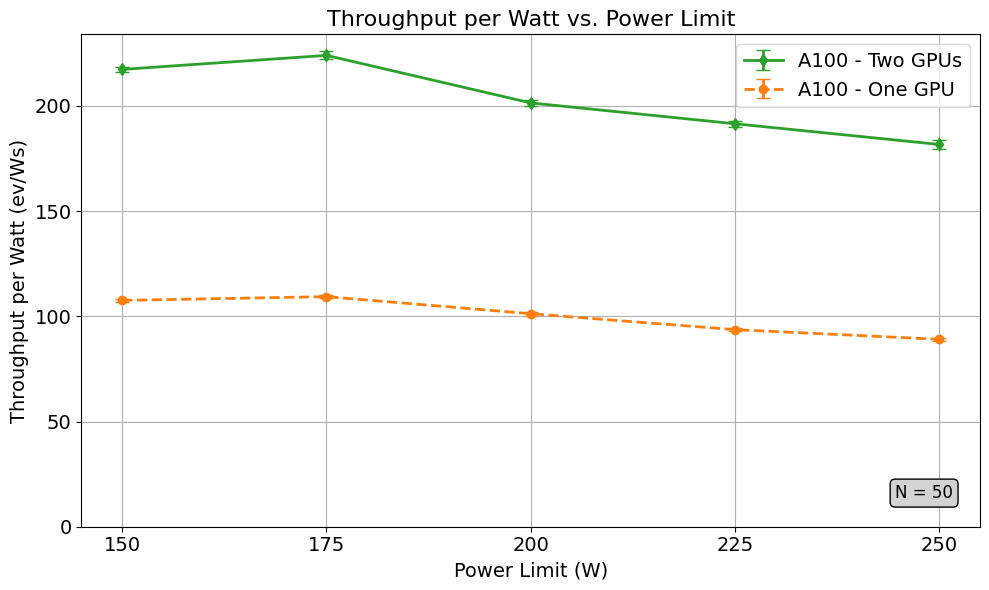 Throughput per Watt vs. Power Limit
A100 - Two GPUs
A100 - One GPU
Throughput per Watt (ev/Ws)
200
150
100
50
0
N = 50
150 175 200 225 250
Power Limit (W)